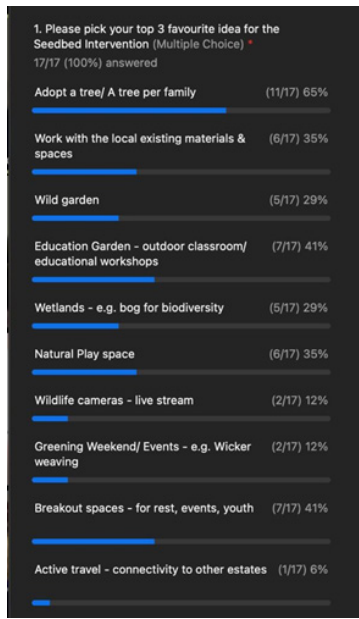 1. Please pick your top 3 favourite idea for the
Seedbed Intervention (Multiple Choice) *
17/17 (100%) answered
Adopt a tree/ A tree per family (11/17) 65%
Work with the local existing materials & (6/17) 35%
spaces
Wild garden (5/17) 29%
Education Garden - outdoor classroom/ (7/17) 41%
educational workshops
Wetlands - e.g. bog for biodiversity (5/17) 29%
Natural Play space (6/17) 35%
Wildlife cameras - live stream (2/17) 12%
Greening Weekend/ Events - e.g. Wicker (2/17) 12%
weaving
Breakout spaces - for rest, events, youth (7/17) 41%
Active travel - connectivity to other estates (1/17) 6%